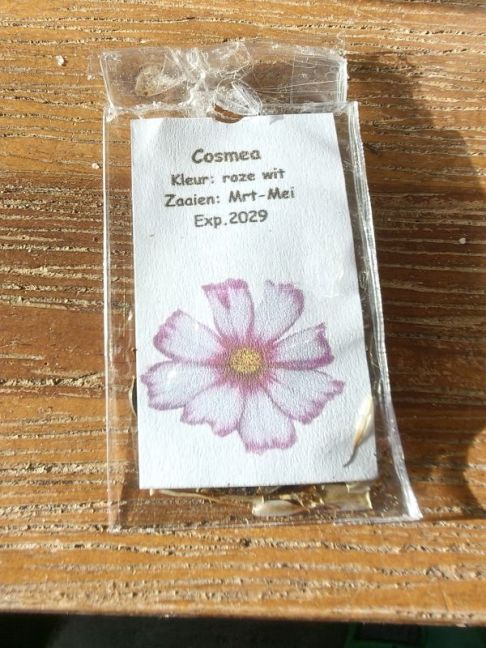 Cosmea
Kleur: roze wit
Zaaien: Mrt-Mei
Exp.2029